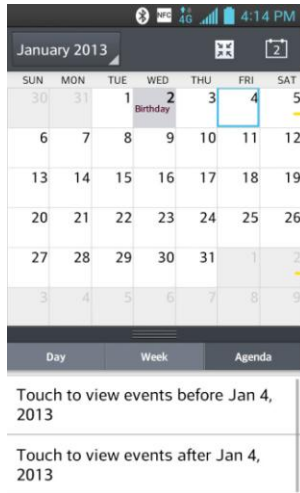 NFC 4G 4:14 PM
January 2013 2
SUN MON TUE WED THU FRI SAT
30 31 1 2 3 4 5
Birthday
6 7 8 9 10 11 12
13 14 15 16 17 18 19
20 21 22 23 24 25 26
27 28 29 30 31 1 2
3 4 5 6 7 8 9
Day Week Agenda
Touch to view events before Jan 4,
2013
Touch to view events after Jan 4,
2013